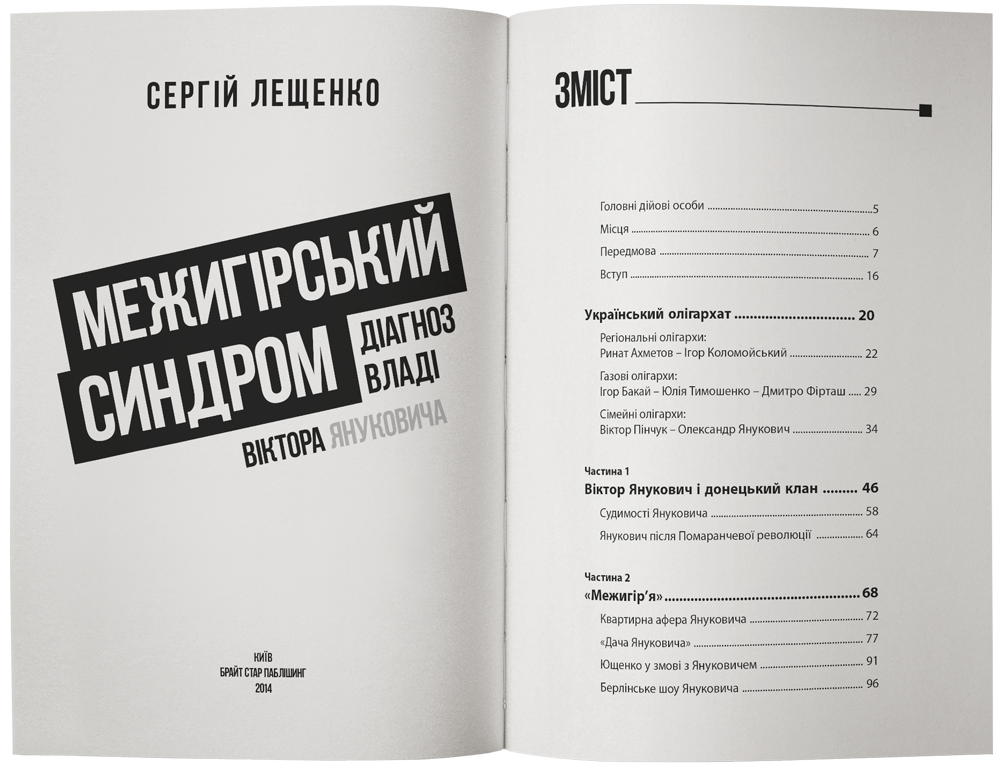 СЕРГІЙ ЛЕЩЕНКО
МЕЖИГІРСЬКИЙ
СИНДРОМ
ДІАГНОЗ
ВЛАДІ
ВІКТОРА ЯНУКОВИЧА
КИЇВ
БРАЙТ СТАР ПАБЛІШИНГ
2014
ЗМІСТ
Головні дійові особи ........ 5
Місця ........ 6
Передмова ........ 7
Вступ ........ 16
Український олігархат ........ 20
Регіональні олігархи:
Ринат Ахметов – Ігор Коломойський ........ 22
Газові олігархи:
Ігор Бакай – Юлія Тимошенко – Дмитро Фірташ ..... 29
Сімейні олігархи:
Віктор Пінчук – Олександр Янукович ........ 34
Частина 1
Віктор Янукович і донецький клан ......... 46
Судимості Януковича ........ 58
Янукович після Помаранчевої революції ........ 64
Частина 2
«Межигір’я» ........ 68
Квартирна афера Януковича ........ 72
«Дача Януковича» ........ 77
Ющенко у змові з Януковичем ........ 91
Берлінське шоу Януковича ........ 96